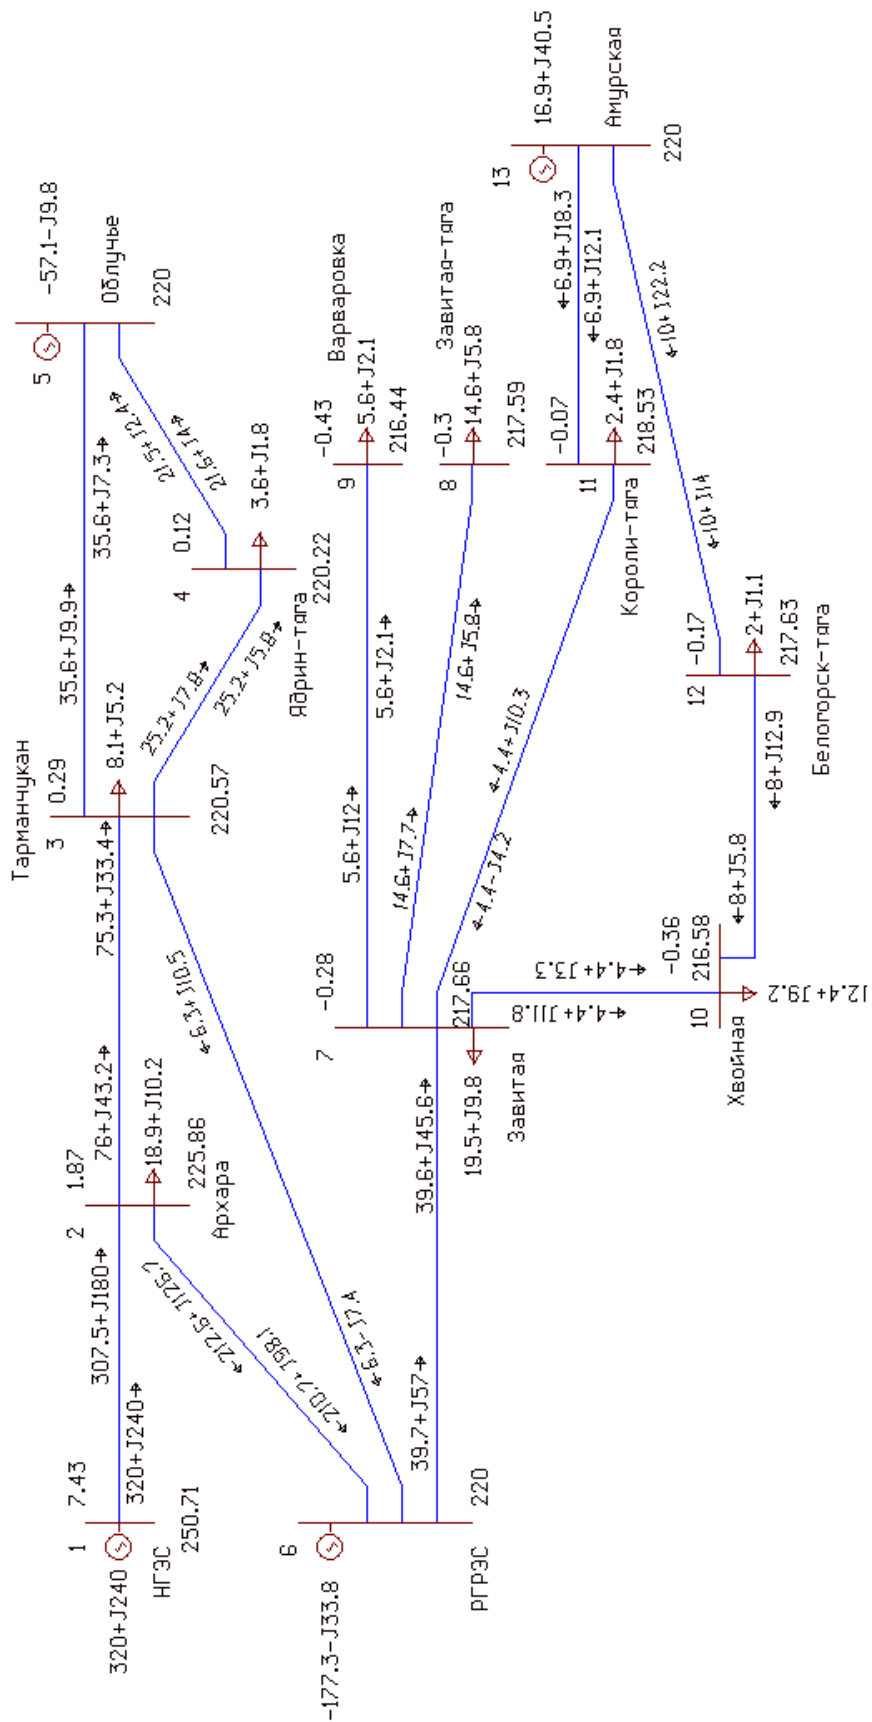 1
7.43
320+J240
НГЭС
250.71
320+J240→
307.5+J180→
2
1.87
76+J43.2→
18.9+J10.2
225.86
Архара
75.3+J33.4→
Тарманчукан
3
0.29
8.1+J5.2
220.57
35.6+J9.9→
35.6+J7.3→
25.2+J7.8→
25.2+J5.8→
4
0.12
3.6+J1.8
220.22
Ядрин-тяга
21.5+J2.4→
21.6+J4→
5
-57.1-J9.8
Облучье
220
←212.6+J126.7
←210.7+J98.1
←6.3+J10.5
←6.3-J7.4
6
-177.3-J33.8
РГРЭС
220
39.7+J57→
39.6+J45.6→
7
-0.28
217.66
19.5+J9.8
Завитая
5.6+J12→
5.6+J2.1→
9
-0.43
5.6+J2.1
216.44
Варваровка
14.6+J7.7→
14.6+J5.8→
8
-0.3
14.6+J5.8
217.59
Завитая-тяга
←4.4-J4.2
←4.4+J10.3
11
-0.07
2.4+J1.8
218.53
Короли-тяга
←6.9+J18.3
←6.9+J12.1
13
16.9+J40.5
Амурская
220
←10+J22.2
←10+J14
12
-0.17
2+J1.1
217.63
Белогорск-тяга
←8+J12.9
←8+J5.8
10
-0.36
216.58
12.4+J9.2
Хвойная
←4.4+J3.3
←4.4+J11.8